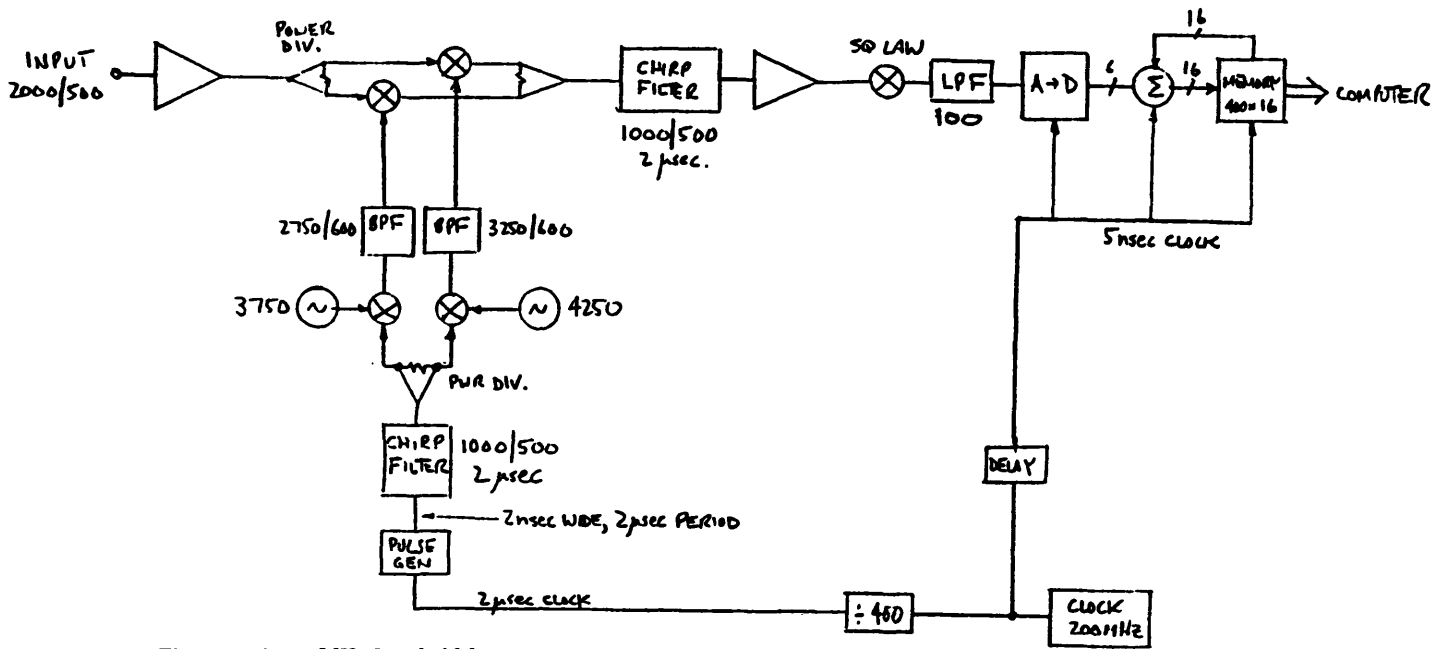 INPUT
2000/500
POWER
DIV.
CHIRP
FILTER
1000/500
2 μsec.
SQ LAW
LPF
100
A→D
6
Σ
16
16
MEMORY
400×16
COMPUTER
2750/600
BPF
BPF
3250/600
5nsec CLOCK
3750
~
~
4250
PWR DIV.
CHIRP
FILTER
1000/500
2 μsec
DELAY
2nsec WIDE, 2μsec PERIOD
PULSE
GEN
2μsec CLOCK
÷ 400
CLOCK
200MHz